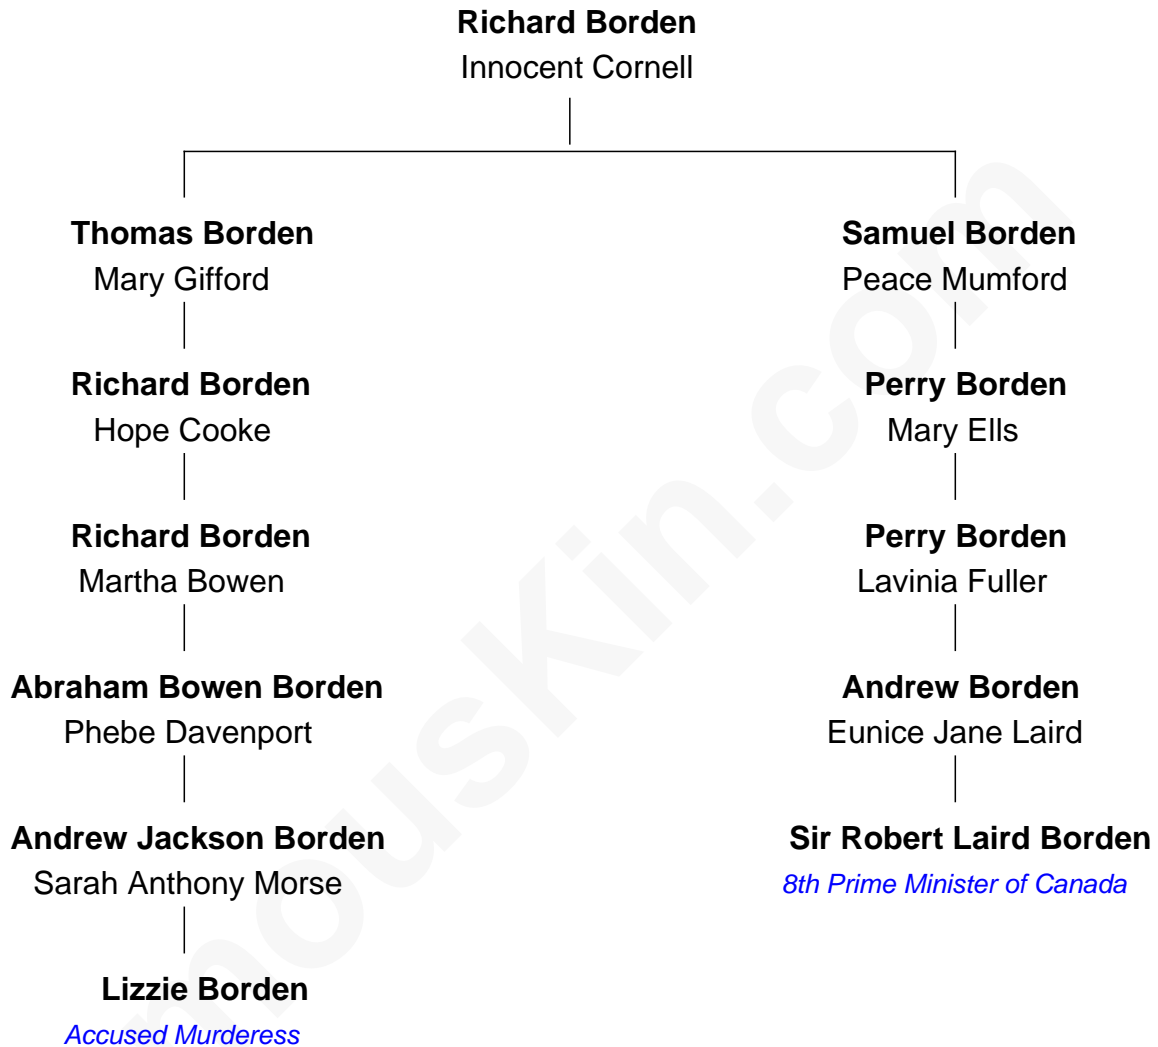 Richard Borden
Innocent Cornell
Thomas Borden
Mary Gifford
Samuel Borden
Peace Mumford
Richard Borden
Hope Cooke
Perry Borden
Mary Ells
Richard Borden
Martha Bowen
Perry Borden
Lavinia Fuller
Abraham Bowen Borden
Phebe Davenport
Andrew Borden
Eunice Jane Laird
Andrew Jackson Borden
Sarah Anthony Morse
Sir Robert Laird Borden
8th Prime Minister of Canada
Lizzie Borden
Accused Murderess
mousKin.com